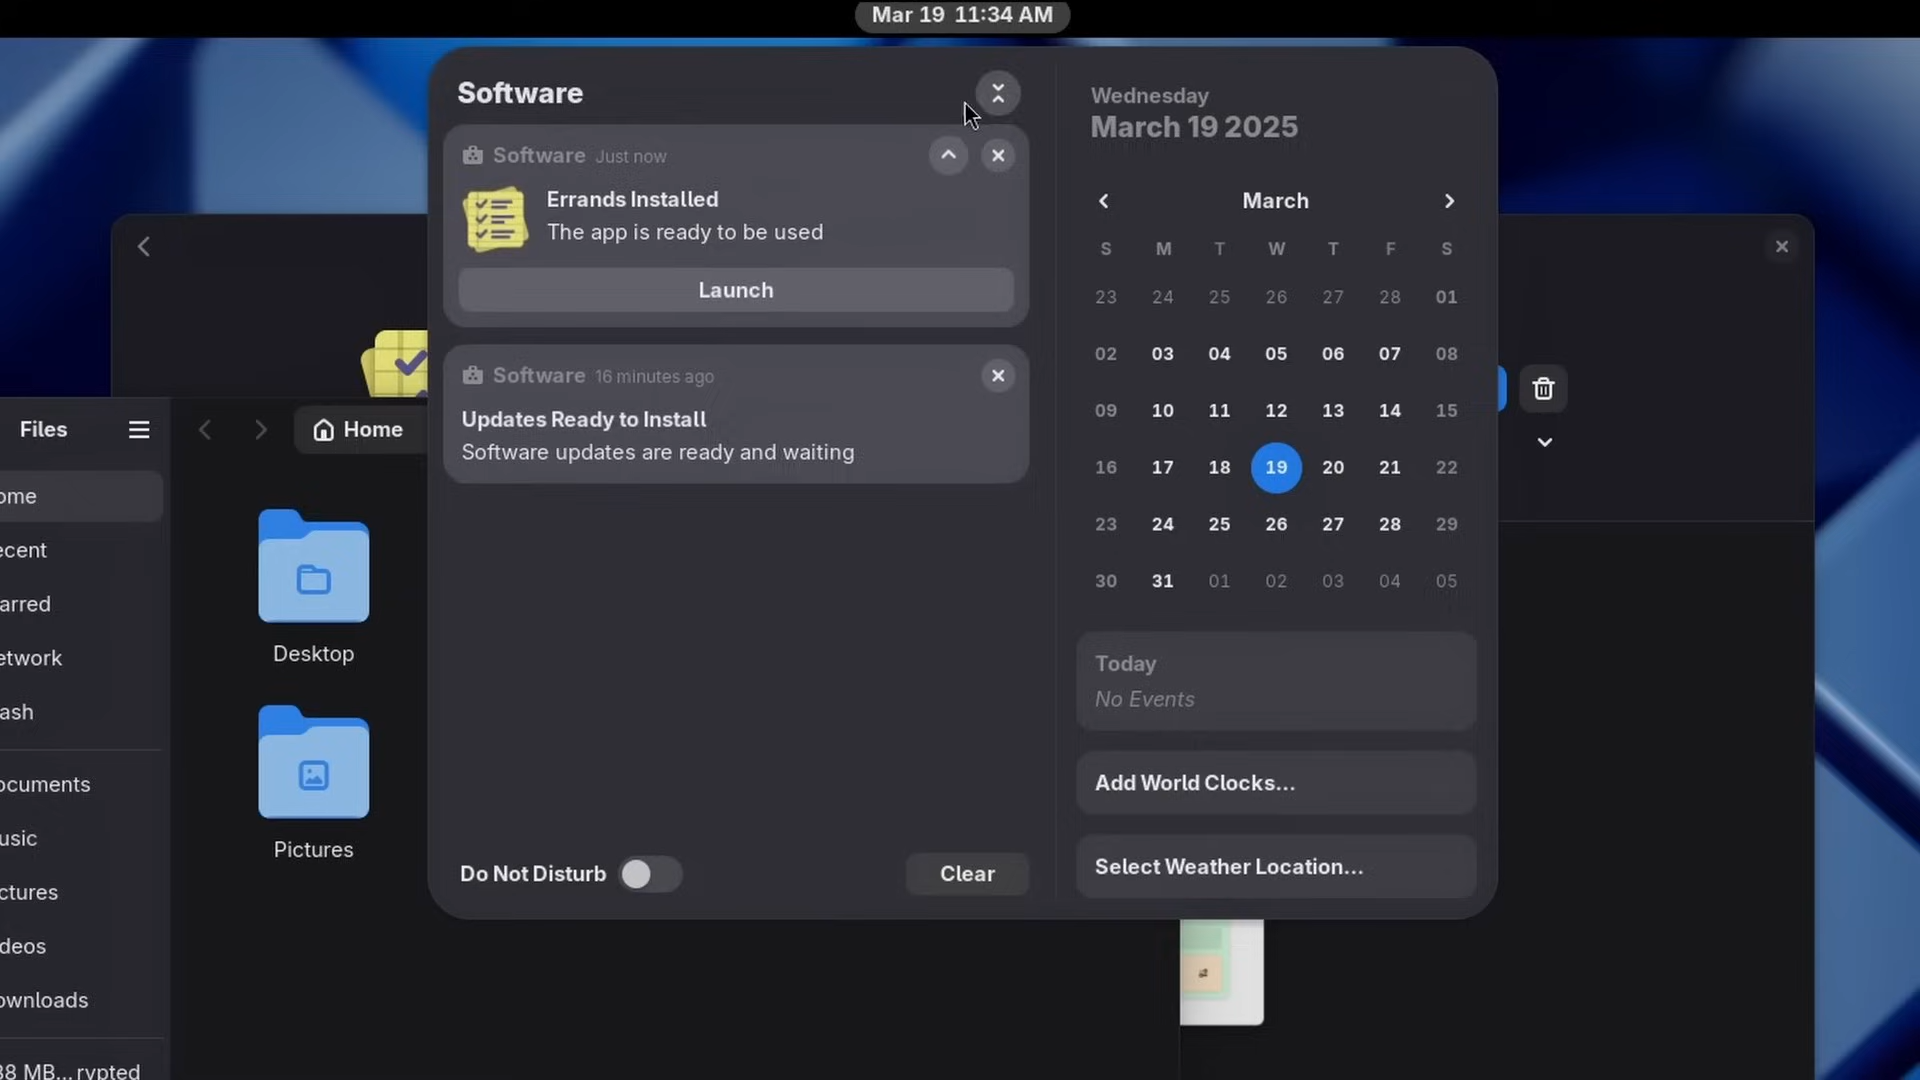 Mar 19 11:34 AM
Software
Software Just now
Errands Installed
The app is ready to be used
Launch
Software 16 minutes ago
Updates Ready to Install
Software updates are ready and waiting
Do Not Disturb
Clear
Wednesday
March 19 2025
March
S M T W T F S
23 24 25 26 27 28 01
02 03 04 05 06 07 08
09 10 11 12 13 14 15
16 17 18 19 20 21 22
23 24 25 26 27 28 29
30 31 01 02 03 04 05
Today
No Events
Add World Clocks...
Select Weather Location...
Files
Home
ome
ecent
arred
etwork
ash
ocuments
usic
ctures
deos
ownloads
38 MB... rypted
Desktop
Pictures